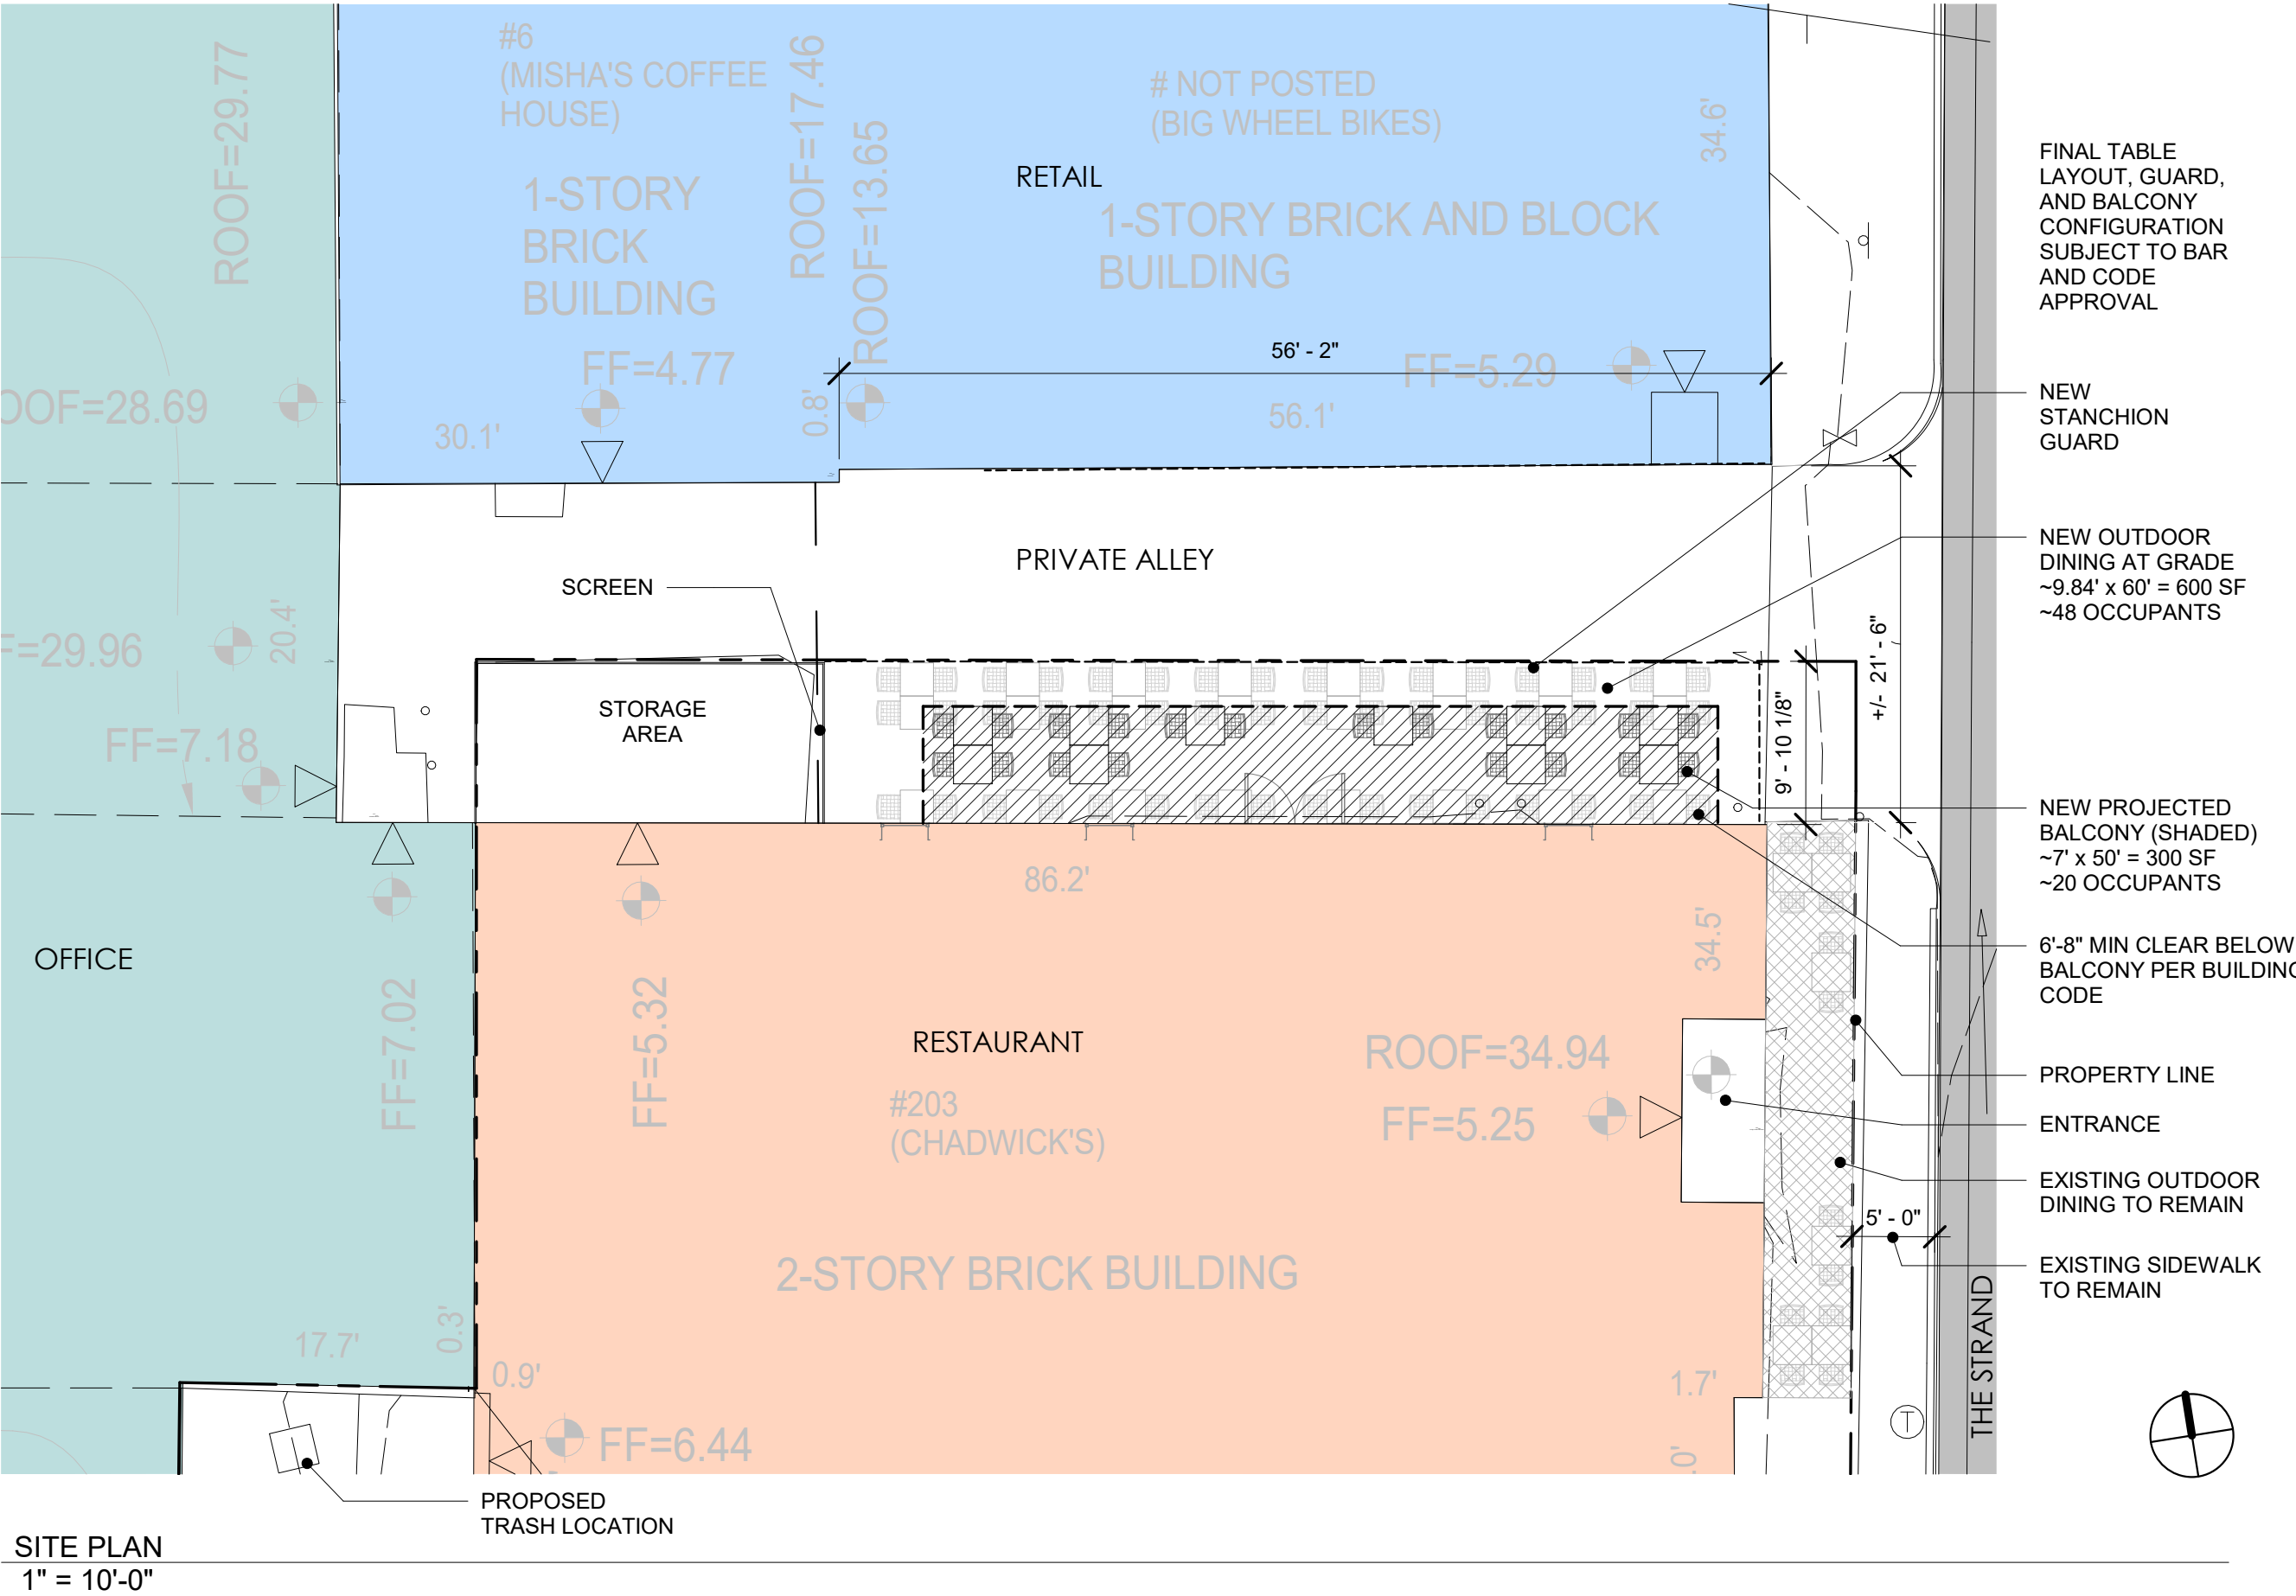 ROOF=29.77
#6
(MISHA'S COFFEE
HOUSE)
ROOF=17.46
ROOF=13.65
# NOT POSTED
(BIG WHEEL BIKES)
34.6'
RETAIL
1-STORY
BRICK
BUILDING
1-STORY BRICK AND BLOCK
BUILDING
FINAL TABLE
LAYOUT, GUARD,
AND BALCONY
CONFIGURATION
SUBJECT TO BAR
AND CODE
APPROVAL
FF=4.77
56' - 2"
FF=5.29
OOF=28.69
30.1'
0.8'
56.1'
NEW
STANCHION
GUARD
PRIVATE ALLEY
SCREEN
NEW OUTDOOR
DINING AT GRADE
~9.84' x 60' = 600 SF
~48 OCCUPANTS
F=29.96
20.4'
STORAGE
AREA
FF=7.18
9' - 10 1/8"
+/- 21' - 6"
NEW PROJECTED
BALCONY (SHADED)
~7' x 50' = 300 SF
~20 OCCUPANTS
86.2'
34.5'
OFFICE
6'-8" MIN CLEAR BELOW
BALCONY PER BUILDING
CODE
FF=7.02
FF=5.32
RESTAURANT
ROOF=34.94
#203
(CHADWICK'S)
FF=5.25
PROPERTY LINE
ENTRANCE
EXISTING OUTDOOR
DINING TO REMAIN
5' - 0"
EXISTING SIDEWALK
TO REMAIN
2-STORY BRICK BUILDING
17.7'
0.3'
0.9'
1.7'
THE STRAND
T
FF=6.44
.0'
PROPOSED
TRASH LOCATION
SITE PLAN
1" = 10'-0"